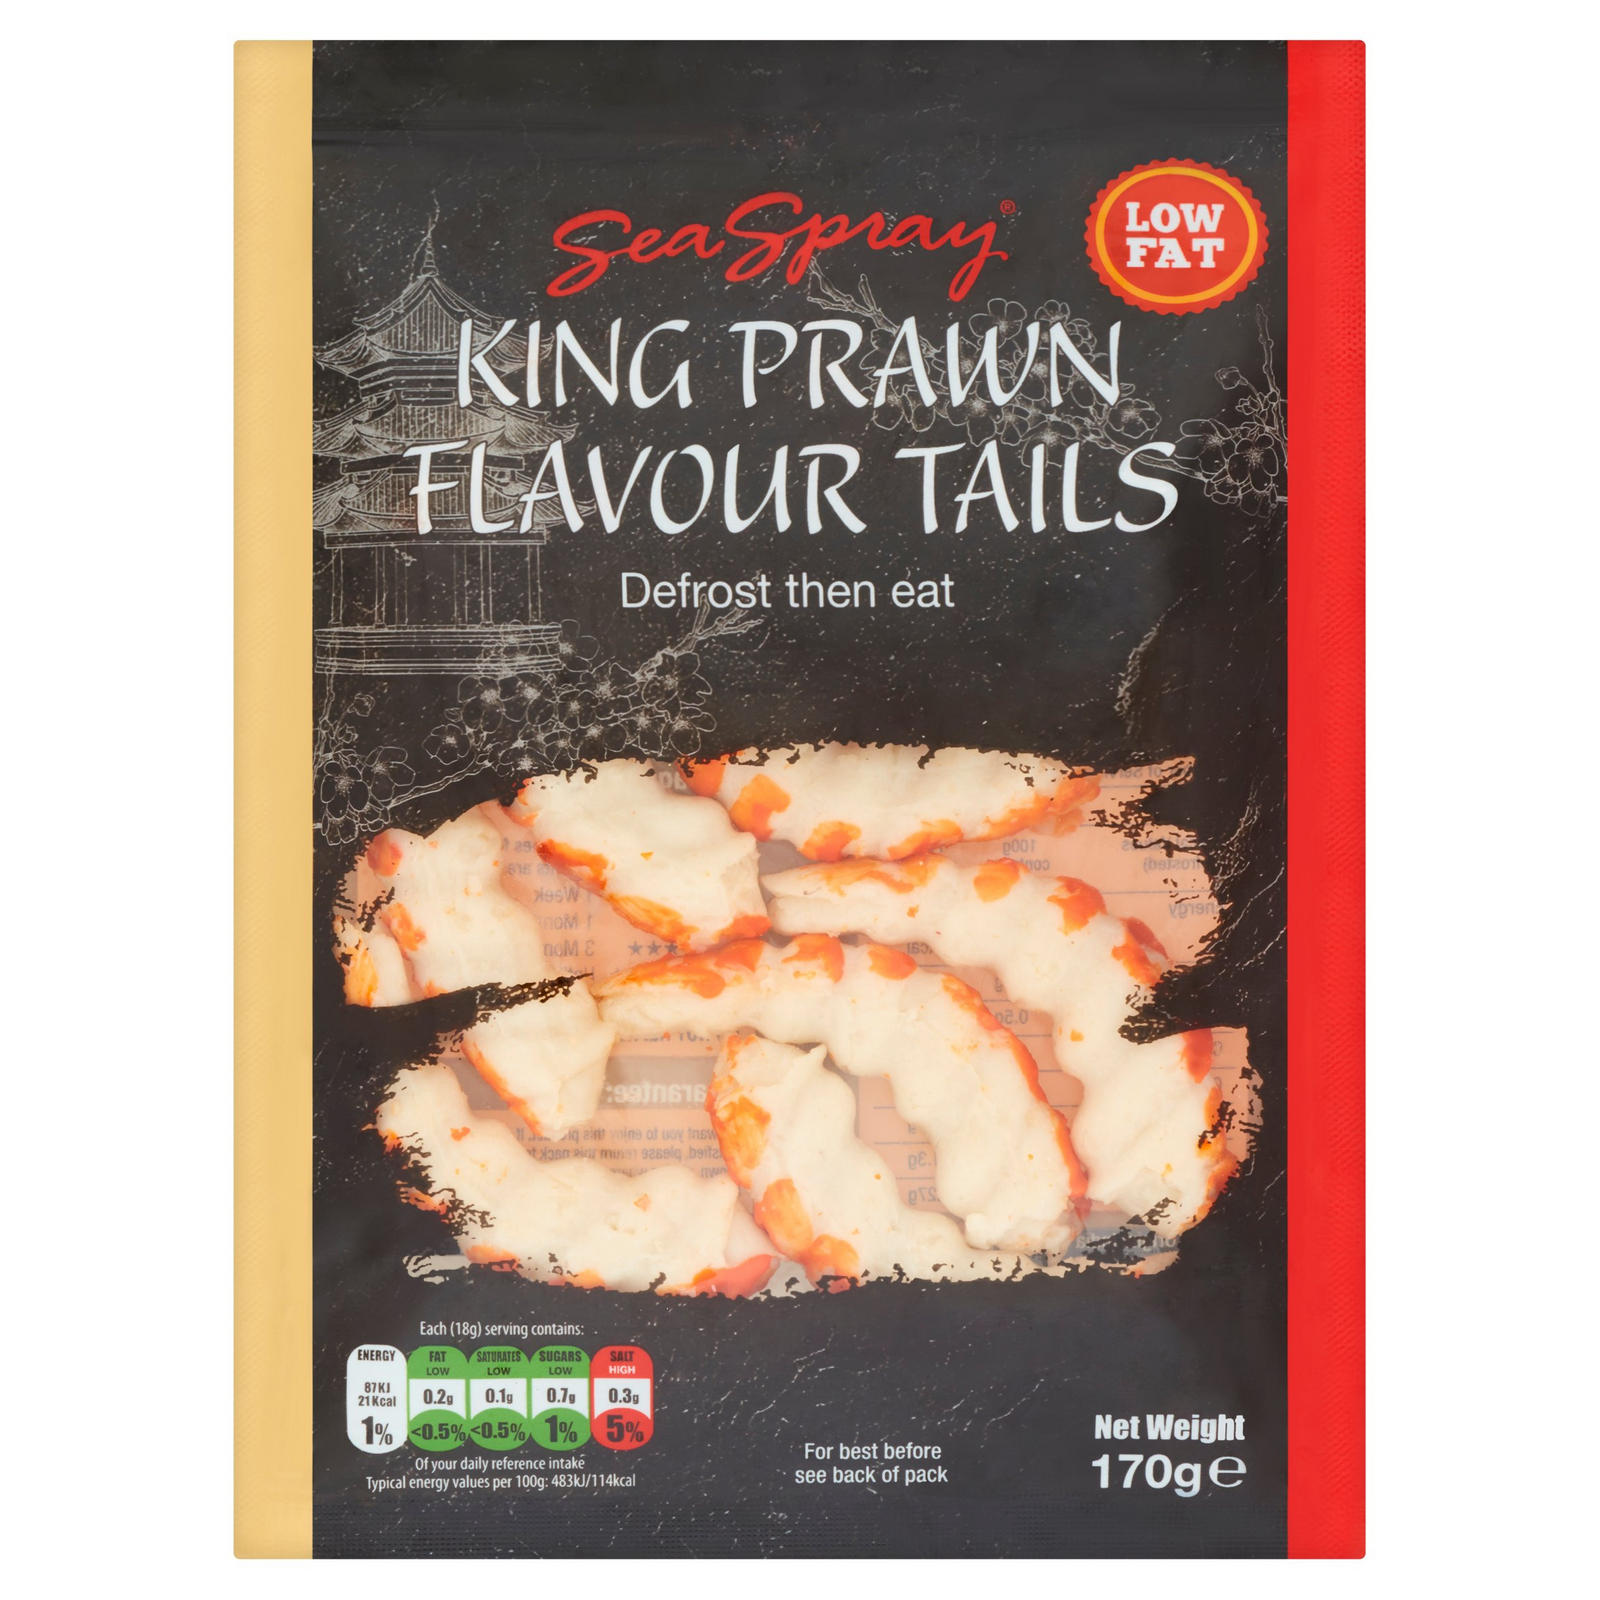 SeaSpray®
LOW
FAT
KING PRAWN
FLAVOUR TAILS
Defrost then eat
Each (18g) serving contains:
ENERGY
87KJ
21Kcal
1%
FAT
LOW
0.2g
<0.5%
SATURATES
LOW
0.1g
<0.5%
SUGARS
LOW
0.7g
1%
SALT
HIGH
0.3g
5%
Of your daily reference intake
Typical energy values per 100g: 483kJ/114kcal
For best before
see back of pack
Net Weight
170g℮